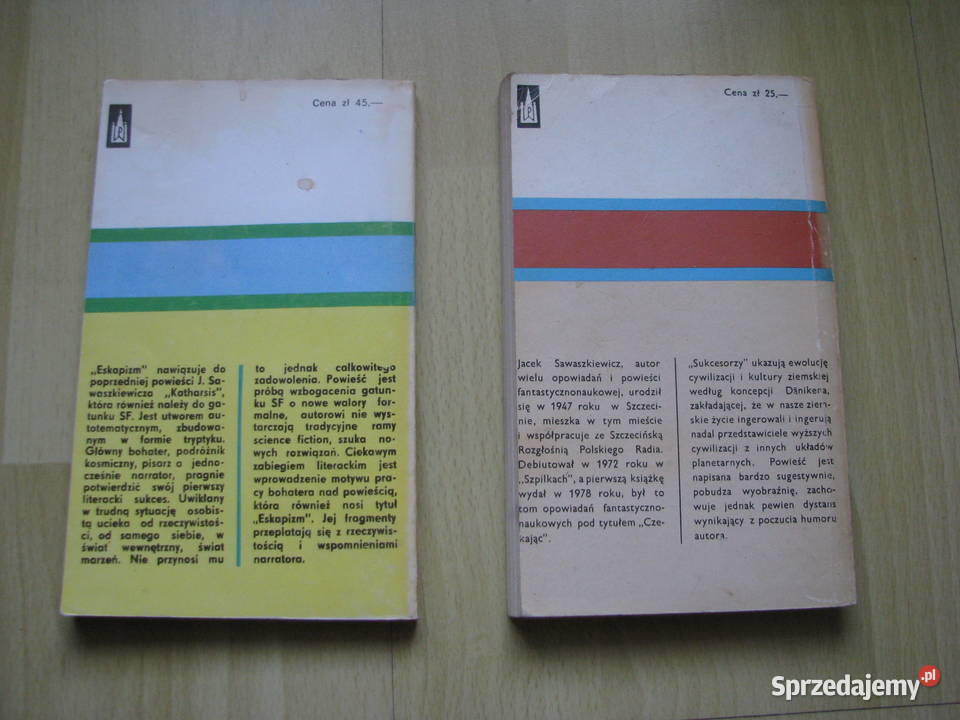 Cena zł 45,—
„Eskapizm" nawiązuje do
poprzedniej powieści J. Sa-
waszkiewicza „Katharsis",
która również należy do ga-
tunku SF. Jest utworem au-
totematycznym, zbudowa-
nym w formie tryptyku.
Główny bohater, podróżnik
kosmiczny, pisarz a jedno-
cześnie narrator, pragnie
potwierdzić swój pierwszy
literacki sukces. Uwikłany
w trudną sytuację osobis-
tą ucieka od rzeczywistoś-
ci, od samego siebie, w
świat wewnętrzny, świat
marzeń. Nie przynosi mu
to jednak całkowitego
zadowolenia. Powieść jest
próbą wzbogacenia gatun-
ku SF o nowe walory for-
malne, autorowi nie wys-
tarczają tradycyjne ramy
science fiction, szuka no-
wych rozwiązań. Ciekawym
zabiegiem literackim jest
wprowadzenie motywu pra-
cy bohatera nad powieścią,
która również nosi tytuł
„Eskapizm". Jej fragmenty
przeplatają się z rzeczywis-
tością i wspomnieniami
narratora.
Cena zł 25,—
Jacek Sawaszkiewicz, autor
wielu opowiadań i powieści
fantastycznonaukowej, urodził
się w 1947 roku w Szczeci-
nie, mieszka w tym mieście
i współpracuje ze Szczecińską
Rozgłośnią Polskiego Radia.
Debiutował w 1972 roku w
„Szpilkach", a pierwszą książkę
wydał w 1978 roku, był to
tom opowiadań fantastyczno-
naukowych pod tytułem „Cze-
kając".
„Sukcesorzy" ukazują ewolucję
cywilizacji i kultury ziemskiej
według koncepcji Dänikera,
zakładającej, że w nasze ziem-
skie życie ingerowali i ingerują
nadal przedstawiciele wyższych
cywilizacji z innych układów
planetarnych. Powieść jest
napisana bardzo sugestywnie,
pobudza wyobraźnię, zacho-
wuje jednak pewien dystans
wynikający z poczucia humoru
autora.
Sprzedajemy.pl